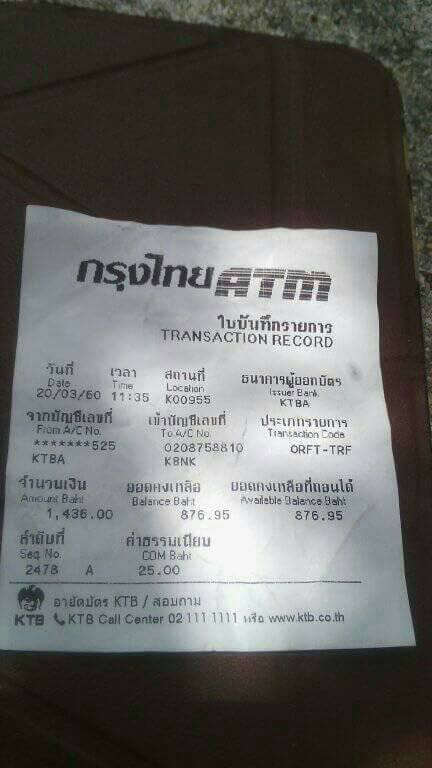 กรุงไทย ATM
ใบบันทึกรายการ
TRANSACTION RECORD
วันที่ เวลา สถานที่ ธนาคารผู้ออกบัตร
Date Time Location Issuer Bank
20/03/60 11:35 K00955 KTBA
จากบัญชีเลขที่ เข้าบัญชีเลขที่ ประเภทรายการ
From A/C No. To A/C No. Transaction Code
*******525 0208758810 ORFT-TRF
KTBA KBNK
จำนวนเงิน ยอดคงเหลือ ยอดคงเหลือที่ถอนได้
Amount Baht Balance Baht Available Balance Baht
1,436.00 876.95 876.95
ลำดับที่ ค่าธรรมเนียม
Seq No. COM Baht
2478 A 25.00
อายัดบัตร KTB / สอบถาม
KTB KTB Call Center 02 111 1111 หรือ www.ktb.co.th